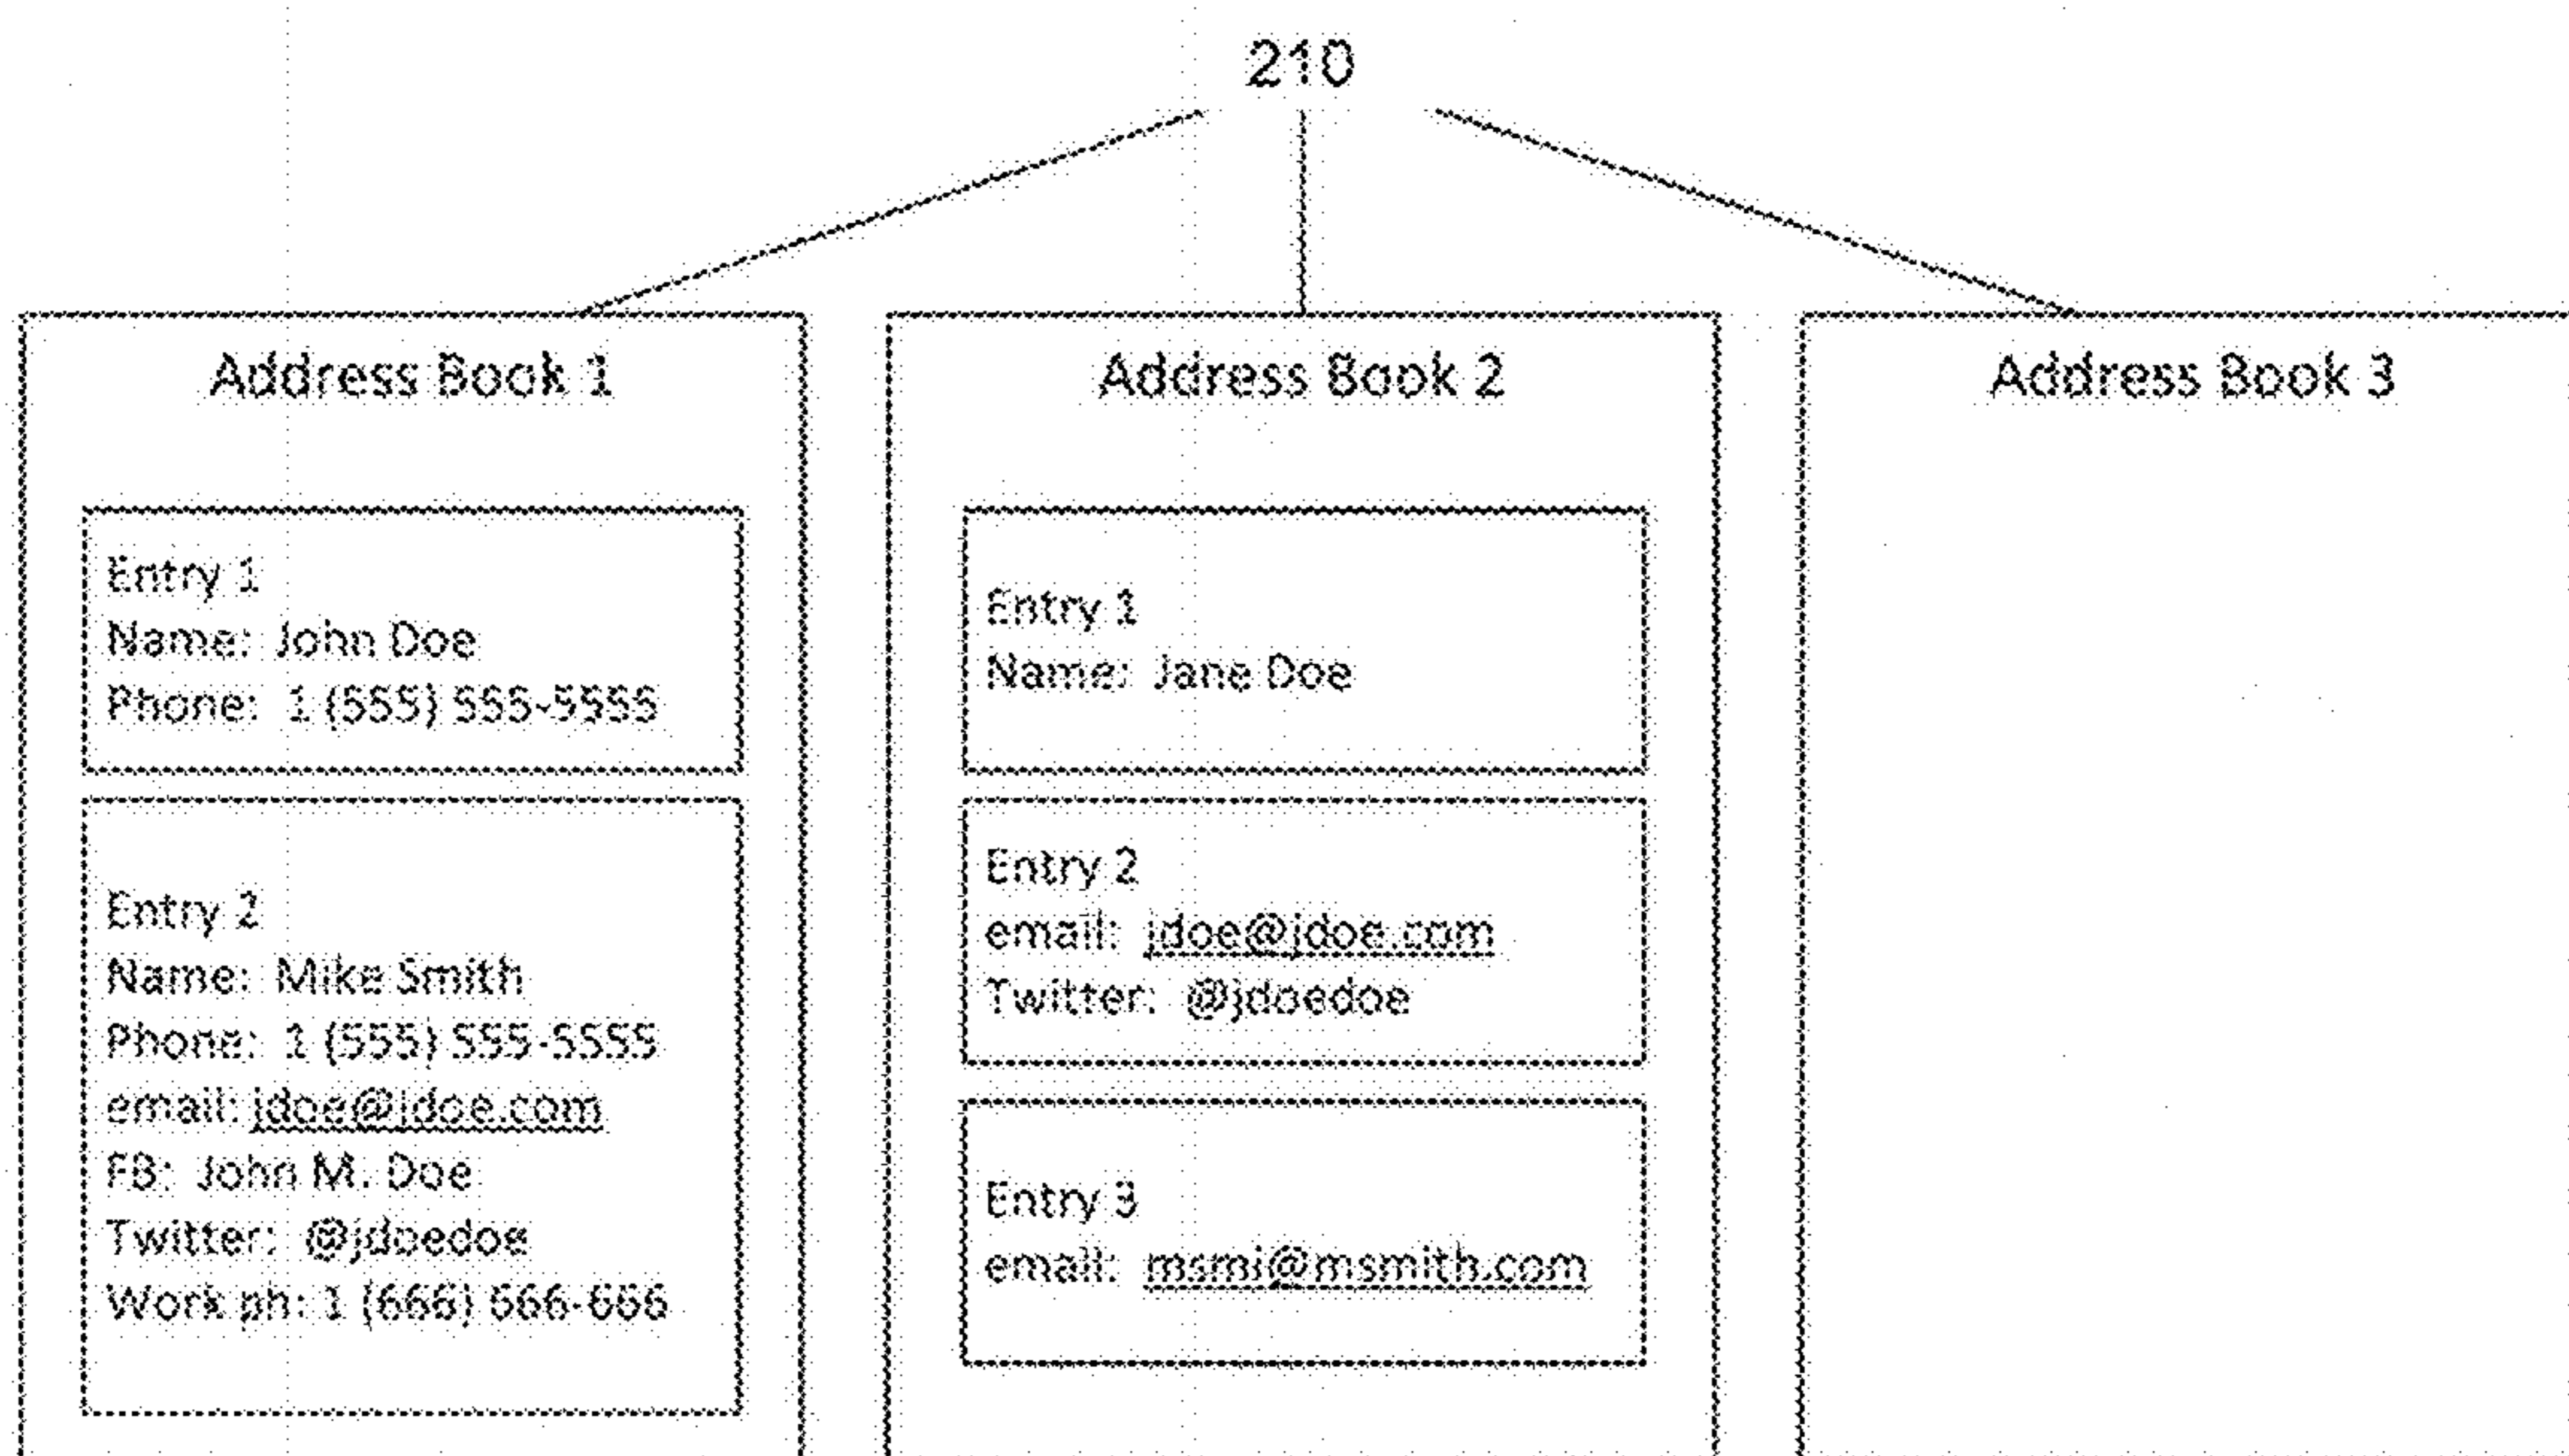 210
Address Book 1
Entry 1
Name: John Doe
Phone: 1 (555) 555-5555
Entry 2
Name: Mike Smith
Phone: 1 (555) 555-5555
email: jdoe@jdoe.com
FB: John M. Doe
Twitter: @jdoedoe
Work ph: 1 (666) 666-666
Address Book 2
Entry 1
Name: Jane Doe
Entry 2
email: jdoe@jdoe.com
Twitter: @jdoedoe
Entry 3
email: msmi@msmith.com
Address Book 3